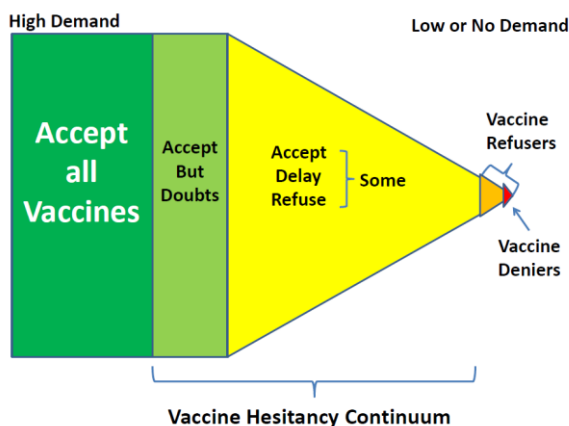 High Demand
Low or No Demand
Accept
all
Vaccines
Accept
But
Doubts
Accept
Delay
Refuse
Some
Vaccine
Refusers
Vaccine
Deniers
Vaccine Hesitancy Continuum